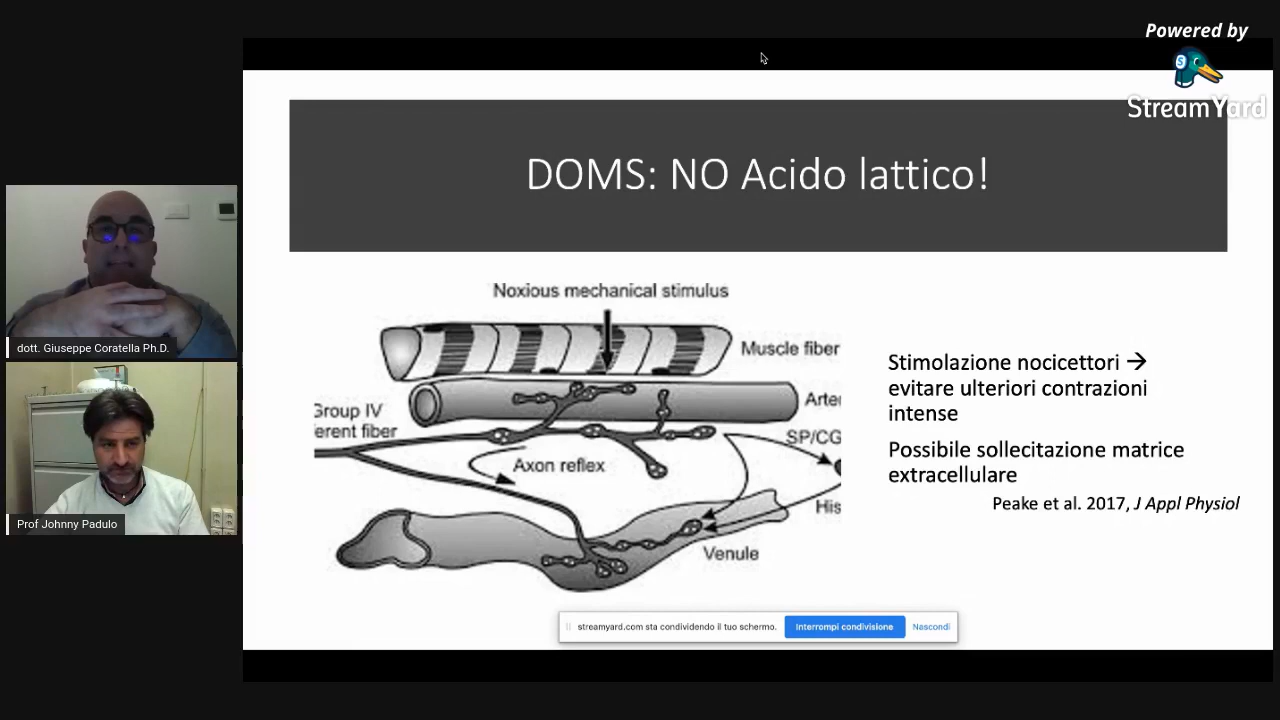 Powered by
StreamYard
DOMS: NO Acido lattico!
Noxious mechanical stimulus
Muscle fiber
Arte
Group IV
erent fiber
SP/CG
Axon reflex
His
Venule
Stimolazione nocicettori →
evitare ulteriori contrazioni
intense
Possibile sollecitazione matrice
extracellulare
Peake et al. 2017, J Appl Physiol
dott. Giuseppe Coratella Ph.D.
Prof Johnny Padulo
streamyard.com sta condividendo il tuo schermo.
Interrompi condivisione
Nascondi